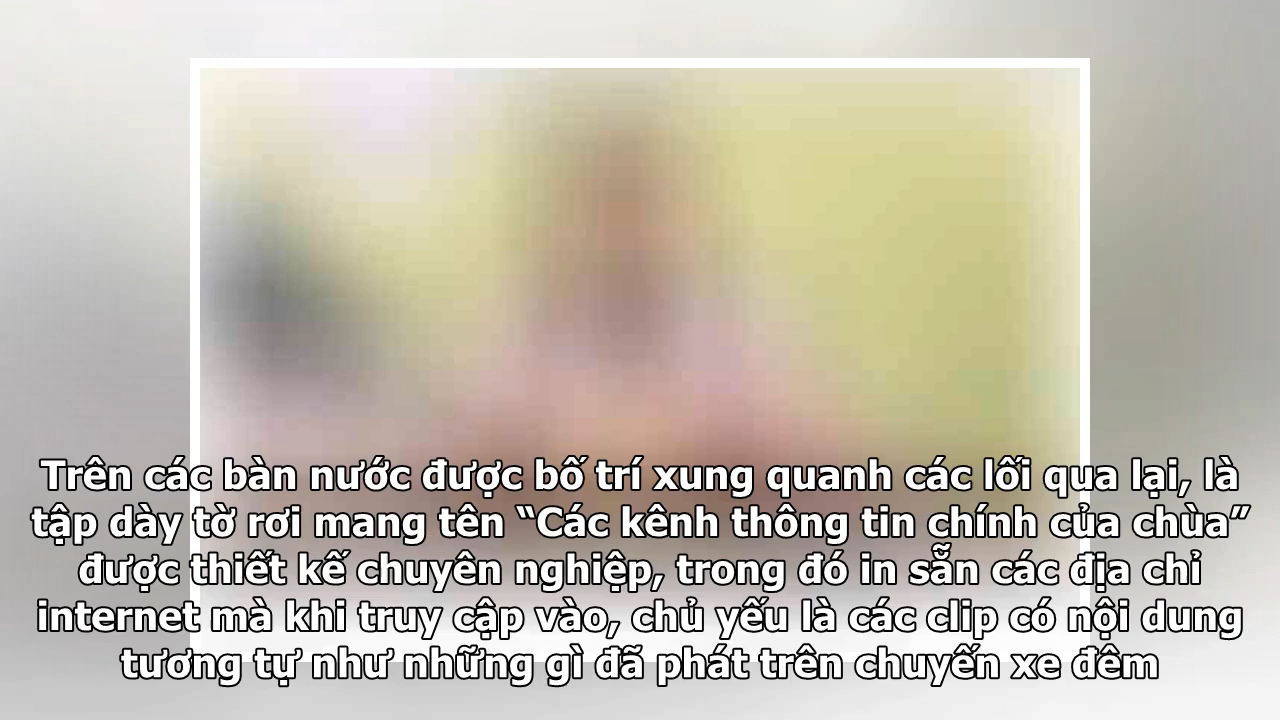 Trên các bàn nước được bố trí xung quanh các lối qua lại, là
tập dày tờ rơi mang tên “Các kênh thông tin chính của chùa”
được thiết kế chuyên nghiệp, trong đó in sẵn các địa chỉ
internet mà khi truy cập vào, chủ yếu là các clip có nội dung
tương tự như những gì đã phát trên chuyến xe đêm